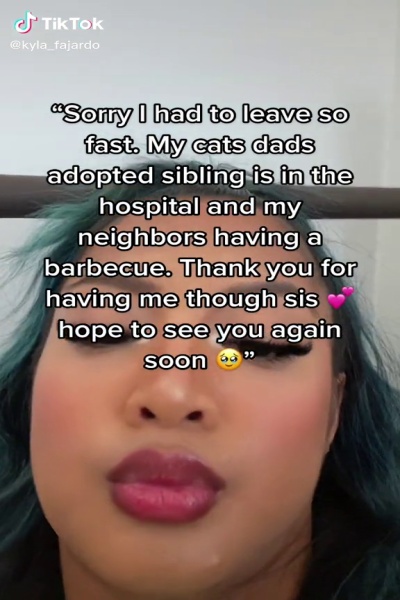 TikTok
@kyla_fajardo
“Sorry I had to leave so
fast. My cats dads
adopted sibling is in the
hospital and my
neighbors having a
barbecue. Thank you for
having me though sis 💕
hope to see you again
soon 🥹”